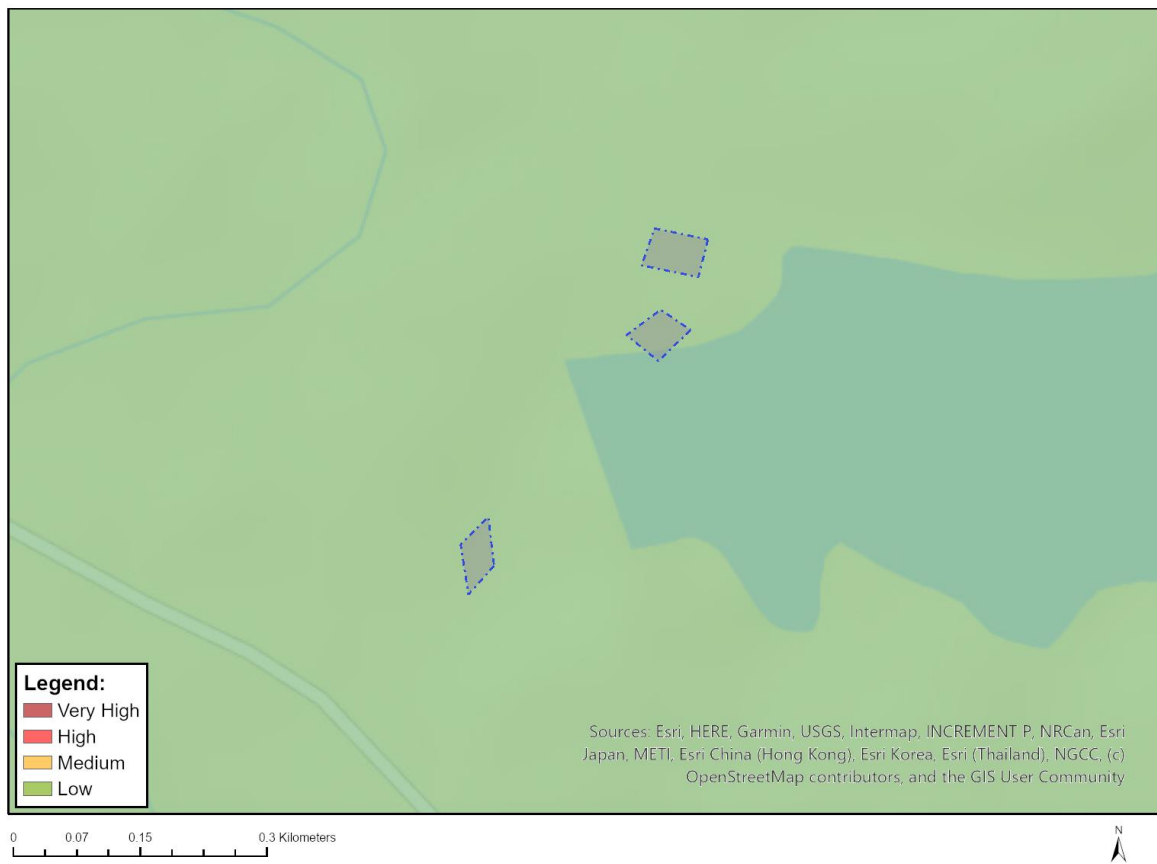 Legend:
Very High
High
Medium
Low
Sources: Esri, HERE, Garmin, USGS, Intermap, INCREMENT P, NRCan, Esri
Japan, METI, Esri China (Hong Kong), Esri Korea, Esri (Thailand), NGCC, (c)
OpenStreetMap contributors, and the GIS User Community
0 0.07 0.15 0.3 Kilometers
N